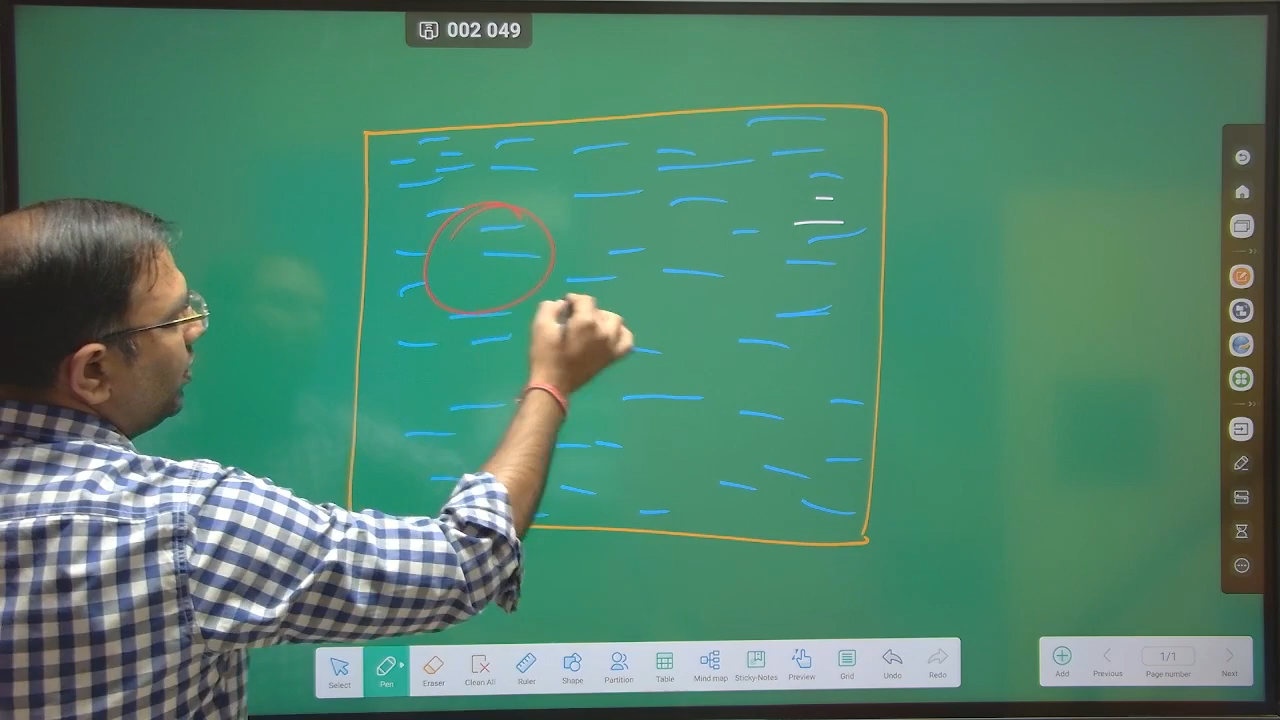 002 049
Select Pen Eraser Clean All Ruler Shape Partition Table Mind map Sticky-Notes Preview Grid Undo Redo
Add Previous 1/1 Page number Next